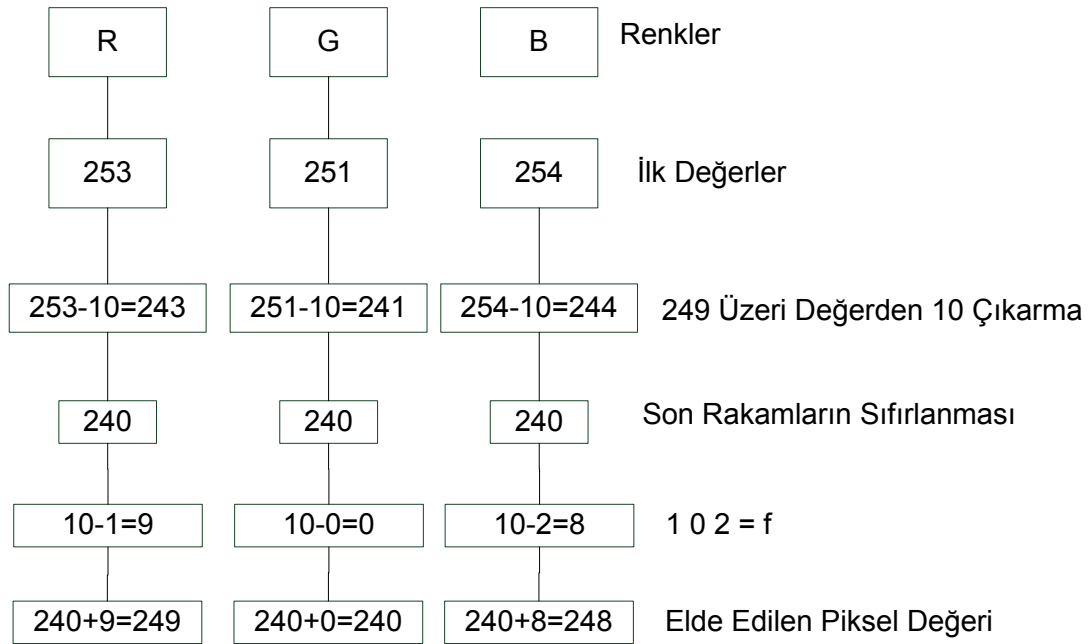 R G B Renkler
253 251 254 İlk Değerler
253-10=243 251-10=241 254-10=244 249 Üzeri Değerden 10 Çıkarma
240 240 240 Son Rakamların Sıfırlanması
10-1=9 10-0=0 10-2=8 1 0 2 = f
240+9=249 240+0=240 240+8=248 Elde Edilen Piksel Değeri